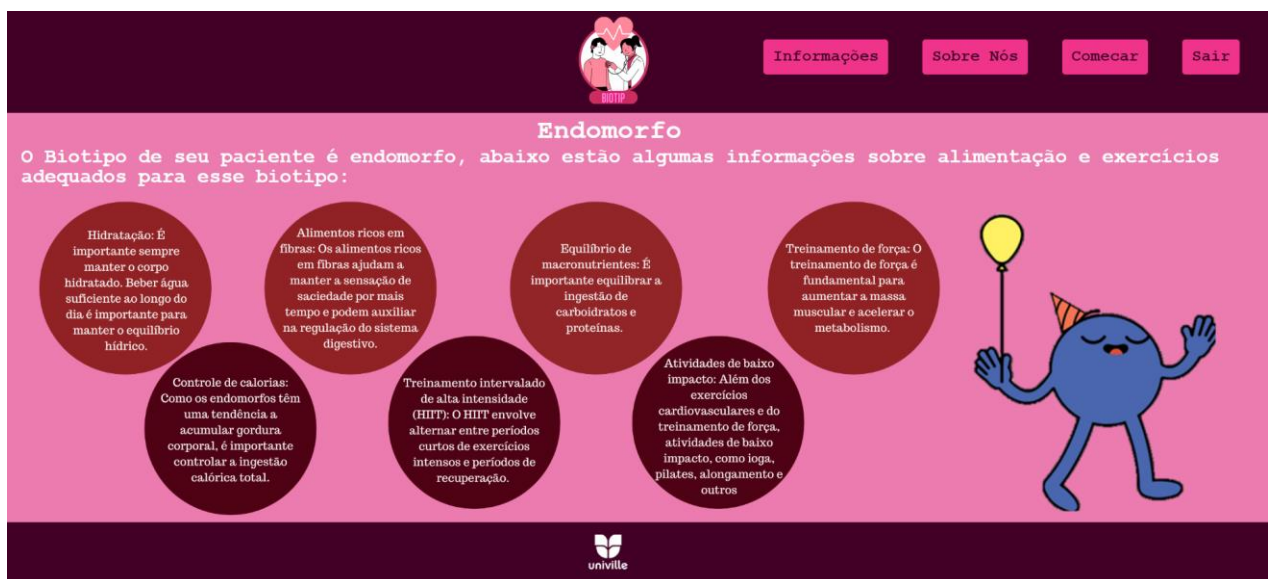 BIOTIP
Informações
Sobre Nós
Comecar
Sair
Endomorfo
O Biotipo de seu paciente é endomorfo, abaixo estão algumas informações sobre alimentação e exercícios
adequados para esse biotipo:
Hidratação: É
importante sempre
manter o corpo
hidratado. Beber água
suficiente ao longo do
dia é importante para
manter o equilíbrio
hídrico.
Alimentos ricos em
fibras: Os alimentos ricos
em fibras ajudam a
manter a sensação de
saciedade por mais
tempo e podem auxiliar
na regulação do sistema
digestivo.
Equilíbrio de
macronutrientes: É
importante equilibrar a
ingestão de
carboidratos e
proteínas.
Treinamento de força: O
treinamento de força é
fundamental para
aumentar a massa
muscular e acelerar o
metabolismo.
Controle de calorias:
Como os endomorfos têm
uma tendência a
acumular gordura
corporal, é importante
controlar a ingestão
calórica total.
Treinamento intervalado
de alta intensidade
(HIIT): O HIIT envolve
alternar entre períodos
curtos de exercícios
intensos e períodos de
recuperação.
Atividades de baixo
impacto: Além dos
exercícios
cardiovasculares e do
treinamento de força,
atividades de baixo
impacto, como ioga,
pilates, alongamento e
outros
univille